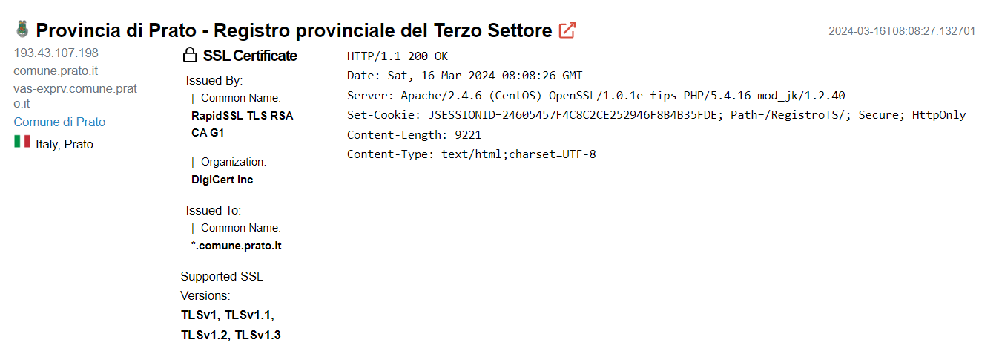 Provincia di Prato - Registro provinciale del Terzo Settore
2024-03-16T08:08:27.132701
193.43.107.198
comune.prato.it
vas-exprv.comune.prat
o.it
Comune di Prato
Italy, Prato
SSL Certificate
Issued By:
|- Common Name:
RapidSSL TLS RSA
CA G1
|- Organization:
DigiCert Inc
Issued To:
|- Common Name:
*.comune.prato.it
Supported SSL
Versions:
TLSv1, TLSv1.1,
TLSv1.2, TLSv1.3
HTTP/1.1 200 OK
Date: Sat, 16 Mar 2024 08:08:26 GMT
Server: Apache/2.4.6 (CentOS) OpenSSL/1.0.1e-fips PHP/5.4.16 mod_jk/1.2.40
Set-Cookie: JSESSIONID=24605457F4C8C2CE252946F8B4B35FDE; Path=/RegistroTS/; Secure; HttpOnly
Content-Length: 9221
Content-Type: text/html;charset=UTF-8